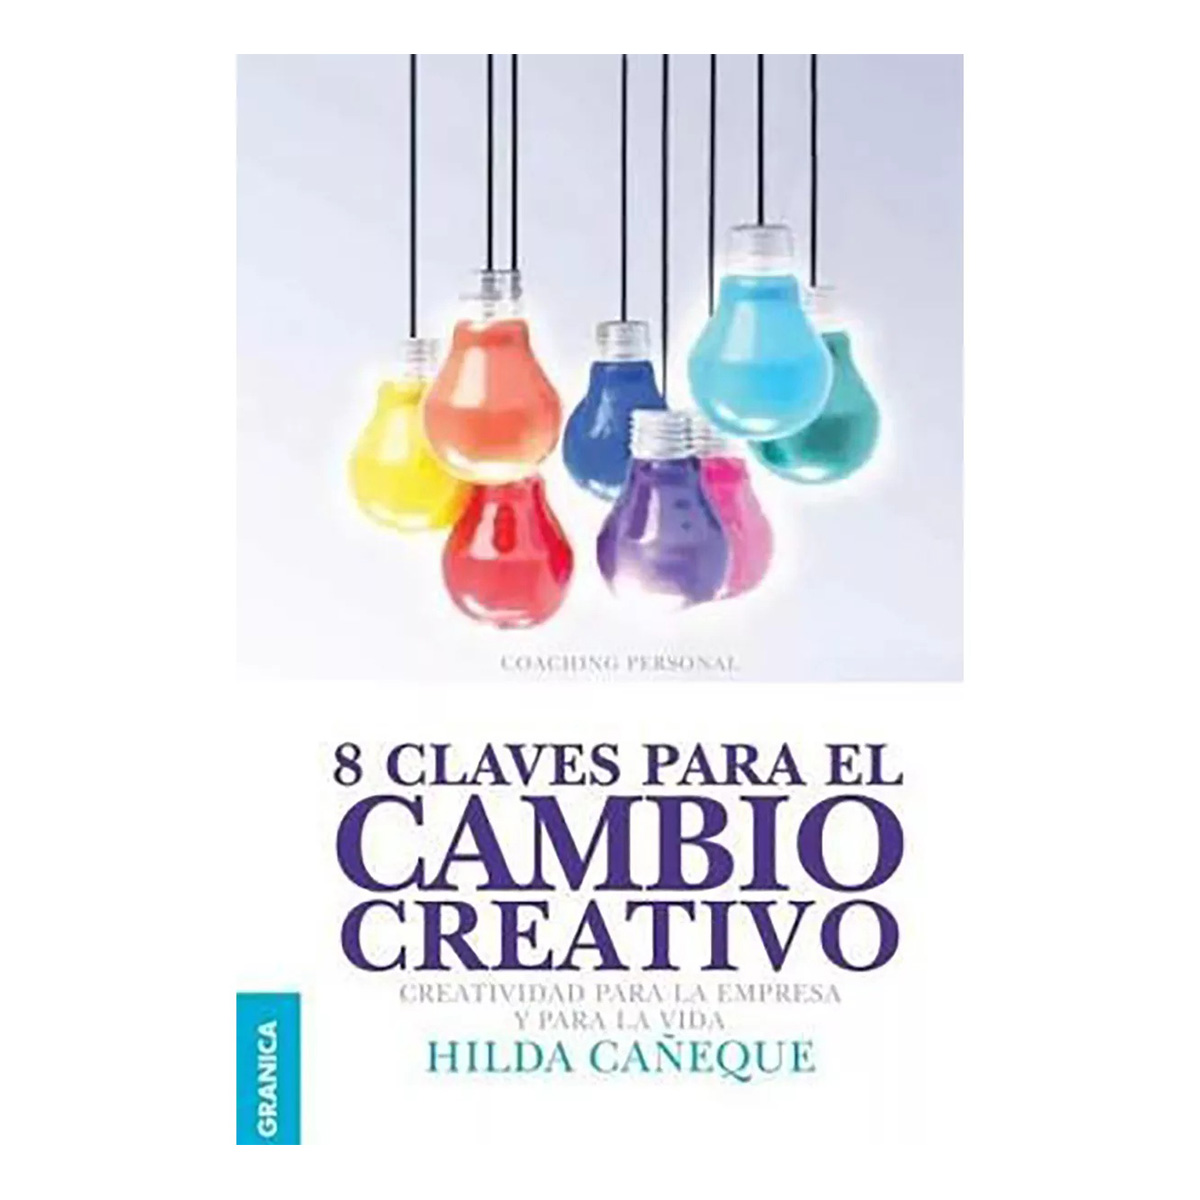 COACHING PERSONAL
8 CLAVES PARA EL
CAMBIO
CREATIVO
CREATIVIDAD PARA LA EMPRESA
Y PARA LA VIDA
HILDA CAÑEQUE
GRANICA